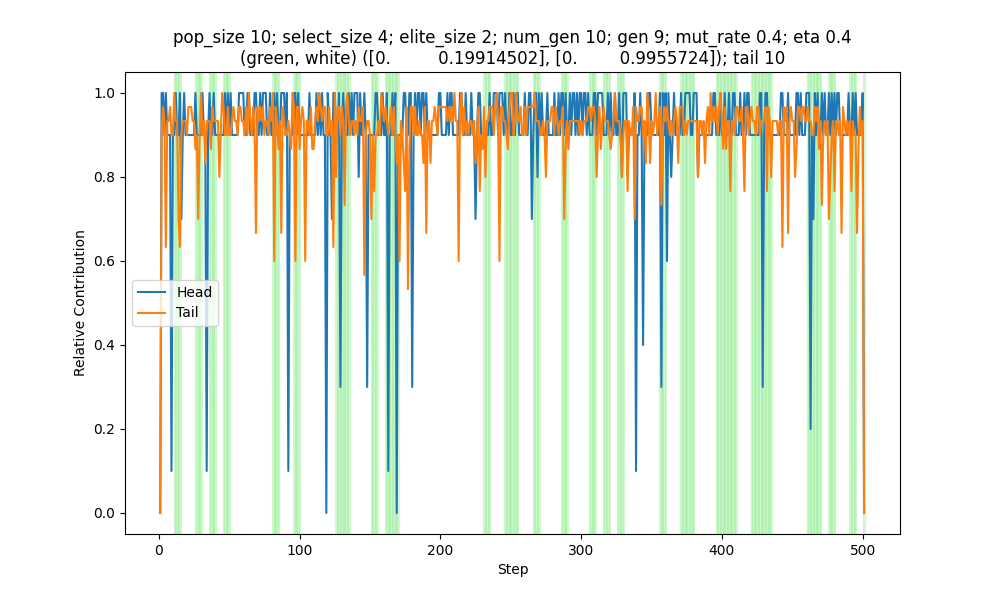 pop_size 10; select_size 4; elite_size 2; num_gen 10; gen 9; mut_rate 0.4; eta 0.4
(green, white) ([0.          0.19914502], [0.         0.9955724]); tail 10
1.0
0.8
0.6
0.4
0.2
0.0
Relative Contribution
Head
Tail
0
100
200
300
400
500
Step